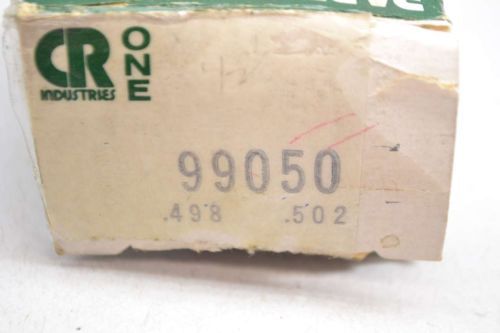 CR
INDUSTRIES
ONE
99050
.498 .502